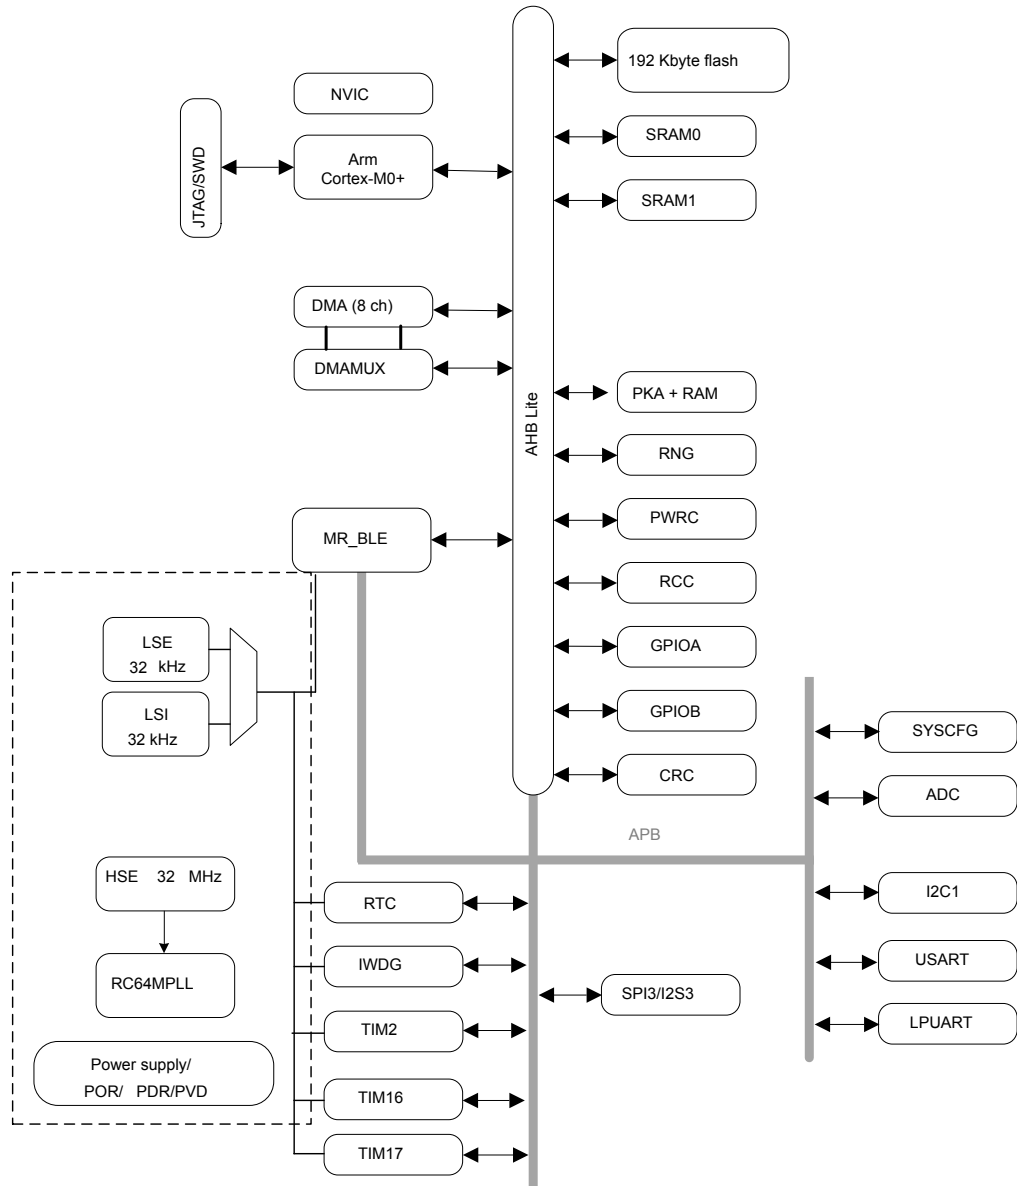 192 Kbyte flash
NVIC
SRAM0
JTAG/SWD
Arm
Cortex-M0+
SRAM1
DMA (8 ch)
DMAMUX
AHB Lite
PKA + RAM
RNG
PWRC
MR_BLE
RCC
LSE
32 kHz
GPIOA
LSI
32 kHz
GPIOB
SYSCFG
CRC
ADC
APB
HSE 32 MHz
RTC
I2C1
IWDG
USART
RC64MPLL
SPI3/I2S3
TIM2
LPUART
Power supply/
POR/ PDR/PVD
TIM16
TIM17